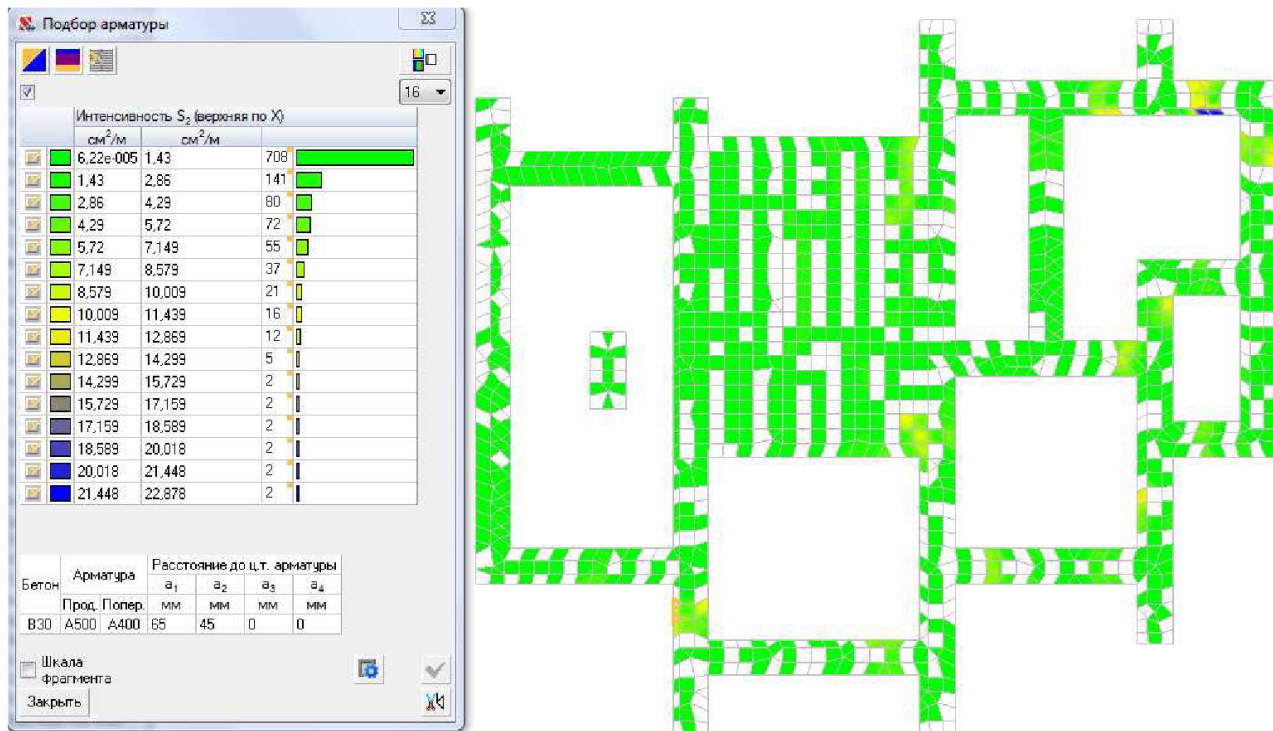 Подбор арматуры
16
Интенсивность S2 (верхняя по X)
см2/м см2/м
6,22e-005 1,43 708
1,43 2,86 141
2,86 4,29 80
4,29 5,72 72
5,72 7,149 55
7,149 8,579 37
8,579 10,009 21
10,009 11,439 16
11,439 12,869 12
12,869 14,299 5
14,299 15,729 2
15,729 17,159 2
17,159 18,589 2
18,589 20,018 2
20,018 21,448 2
21,448 22,878 2
Бетон Арматура Расстояние до ц.т. арматуры
a1 a2 a3 a4
Прод. Попер. мм мм мм мм
B30 A500 A400 65 45 0 0
Шкала
фрагмента
Закрыть